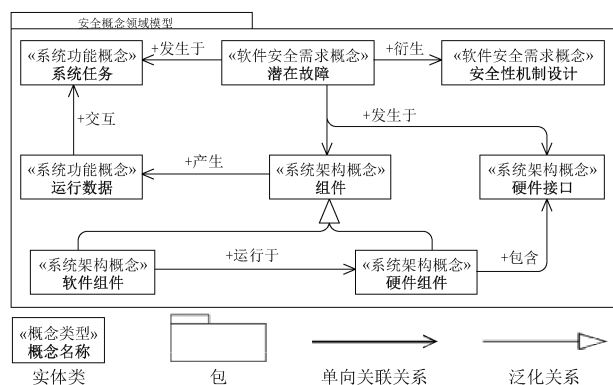 安全概念领域模型
«系统功能概念»
系统任务
+发生于
«软件安全需求概念»
潜在故障
+衍生
«软件安全需求概念»
安全性机制设计
+交互
+发生于
«系统功能概念»
运行数据
+产生
«系统架构概念»
组件
«系统架构概念»
硬件接口
«系统架构概念»
软件组件
+运行于
«系统架构概念»
硬件组件
+包含
«概念类型»
概念名称
实体类
包
单向关联关系
泛化关系